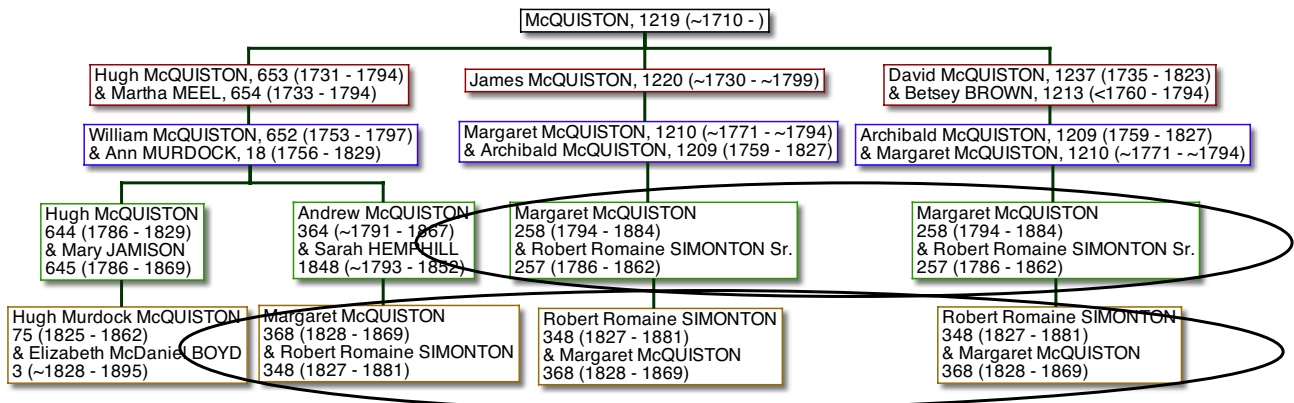 McQUISTON, 1219 (~1710 - )
Hugh McQUISTON, 653 (1731 - 1794)
& Martha MEEL, 654 (1733 - 1794)
James McQUISTON, 1220 (~1730 - ~1799)
David McQUISTON, 1237 (1735 - 1823)
& Betsey BROWN, 1213 (<1760 - 1794)
William McQUISTON, 652 (1753 - 1797)
& Ann MURDOCK, 18 (1756 - 1829)
Margaret McQUISTON, 1210 (~1771 - ~1794)
& Archibald McQUISTON, 1209 (1759 - 1827)
Archibald McQUISTON, 1209 (1759 - 1827)
& Margaret McQUISTON, 1210 (~1771 - ~1794)
Hugh McQUISTON
644 (1786 - 1829)
& Mary JAMISON
645 (1786 - 1869)
Andrew McQUISTON
364 (~1791 - 1867)
& Sarah HEMPHILL
1848 (~1793 - 1852)
Margaret McQUISTON
258 (1794 - 1884)
& Robert Romaine SIMONTON Sr.
257 (1786 - 1862)
Margaret McQUISTON
258 (1794 - 1884)
& Robert Romaine SIMONTON Sr.
257 (1786 - 1862)
Hugh Murdock McQUISTON
75 (1825 - 1862)
& Elizabeth McDaniel BOYD
3 (~1828 - 1895)
Margaret McQUISTON
368 (1828 - 1869)
& Robert Romaine SIMONTON
348 (1827 - 1881)
Robert Romaine SIMONTON
348 (1827 - 1881)
& Margaret McQUISTON
368 (1828 - 1869)
Robert Romaine SIMONTON
348 (1827 - 1881)
& Margaret McQUISTON
368 (1828 - 1869)